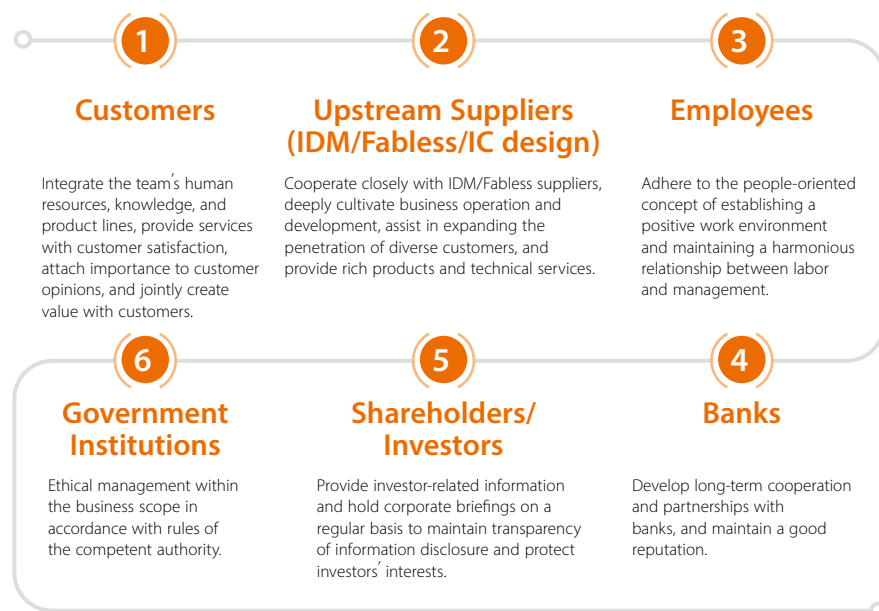 1
Customers
Integrate the team's human
resources, knowledge, and
product lines, provide services
with customer satisfaction,
attach importance to customer
opinions, and jointly create
value with customers.
2
Upstream Suppliers
(IDM/Fabless/IC design)
Cooperate closely with IDM/Fabless suppliers,
deeply cultivate business operation and
development, assist in expanding the
penetration of diverse customers, and
provide rich products and technical services.
3
Employees
Adhere to the people-oriented
concept of establishing a
positive work environment
and maintaining a harmonious
relationship between labor
and management.
4
Banks
Develop long-term cooperation
and partnerships with
banks, and maintain a good
reputation.
5
Shareholders/
Investors
Provide investor-related information
and hold corporate briefings on a
regular basis to maintain transparency
of information disclosure and protect
investors' interests.
6
Government
Institutions
Ethical management within
the business scope in
accordance with rules of
the competent authority.